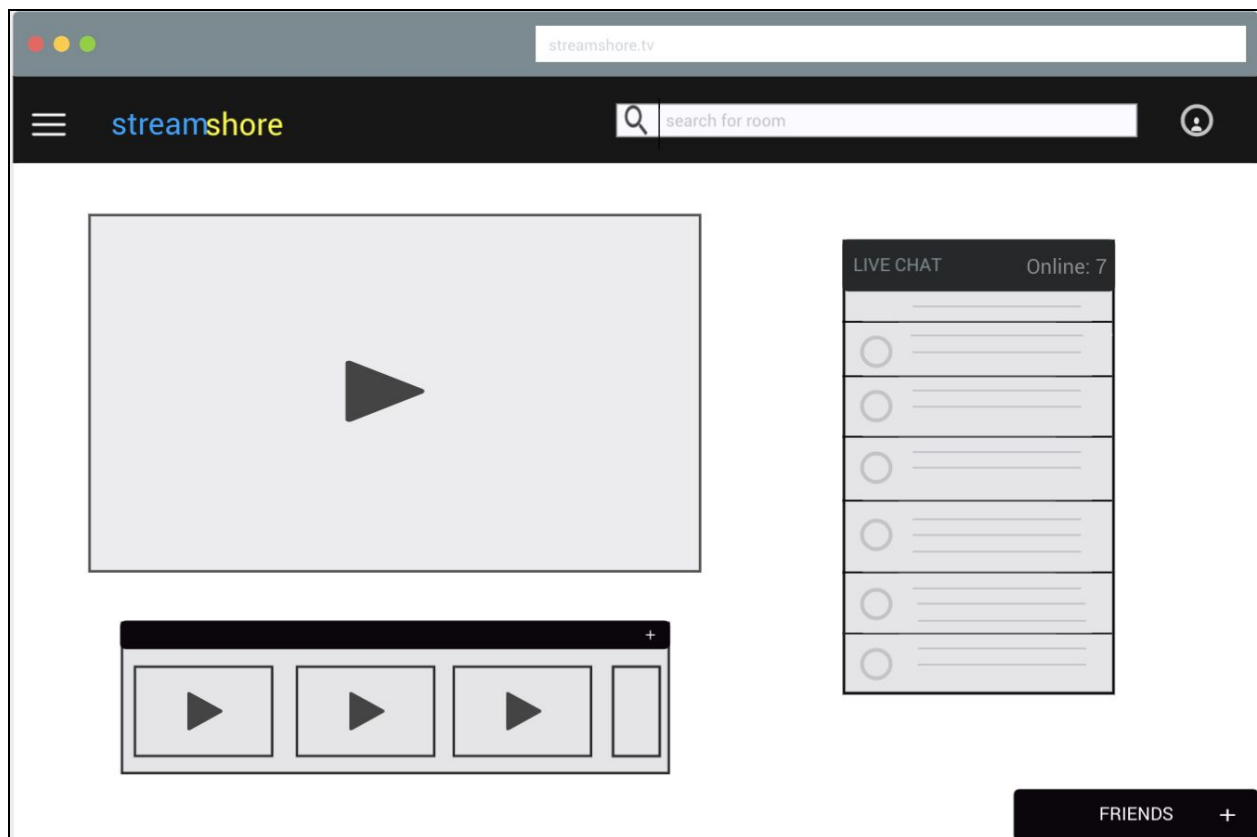 streamshore.tv
streamshore
search for room
LIVE CHAT Online: 7
+
FRIENDS +